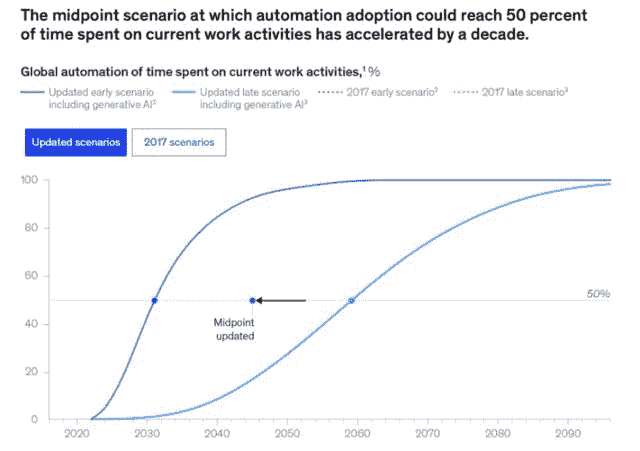 The midpoint scenario at which automation adoption could reach 50 percent
of time spent on current work activities has accelerated by a decade.
Global automation of time spent on current work activities,¹ %
Updated early scenario
including generative AI²
Updated late scenario
including generative AI³
2017 early scenario²
2017 late scenario³
Updated scenarios
2017 scenarios
100
80
60
50%
40
Midpoint
updated
20
0
2020
2030
2040
2050
2060
2070
2080
2090